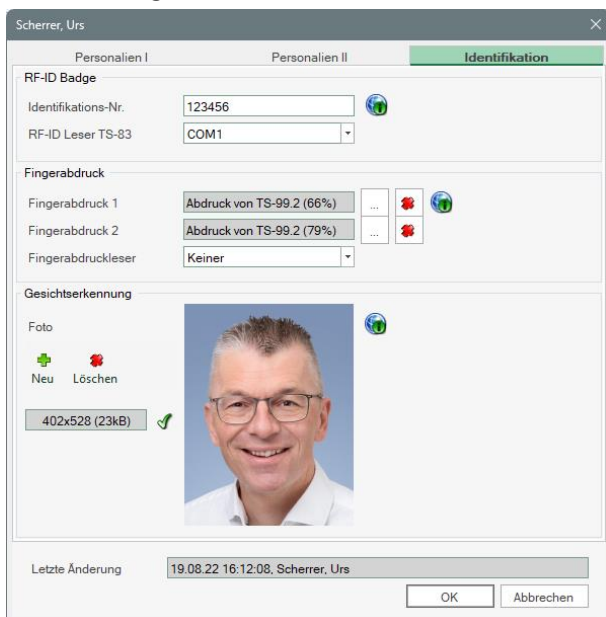 Scherrer, Urs
Personalien I Personalien II Identifikation
RF-ID Badge
Identifikations-Nr. 123456
RF-ID Leser TS-83 COM1
Fingerabdruck
Fingerabdruck 1 Abdruck von TS-99.2 (66%) ...
Fingerabdruck 2 Abdruck von TS-99.2 (79%) ...
Fingerabdruckleser Keiner
Gesichtserkennung
Foto
Neu Löschen
402x528 (23kB)
Letzte Änderung 19.08.22 16:12:08, Scherrer, Urs
OK Abbrechen